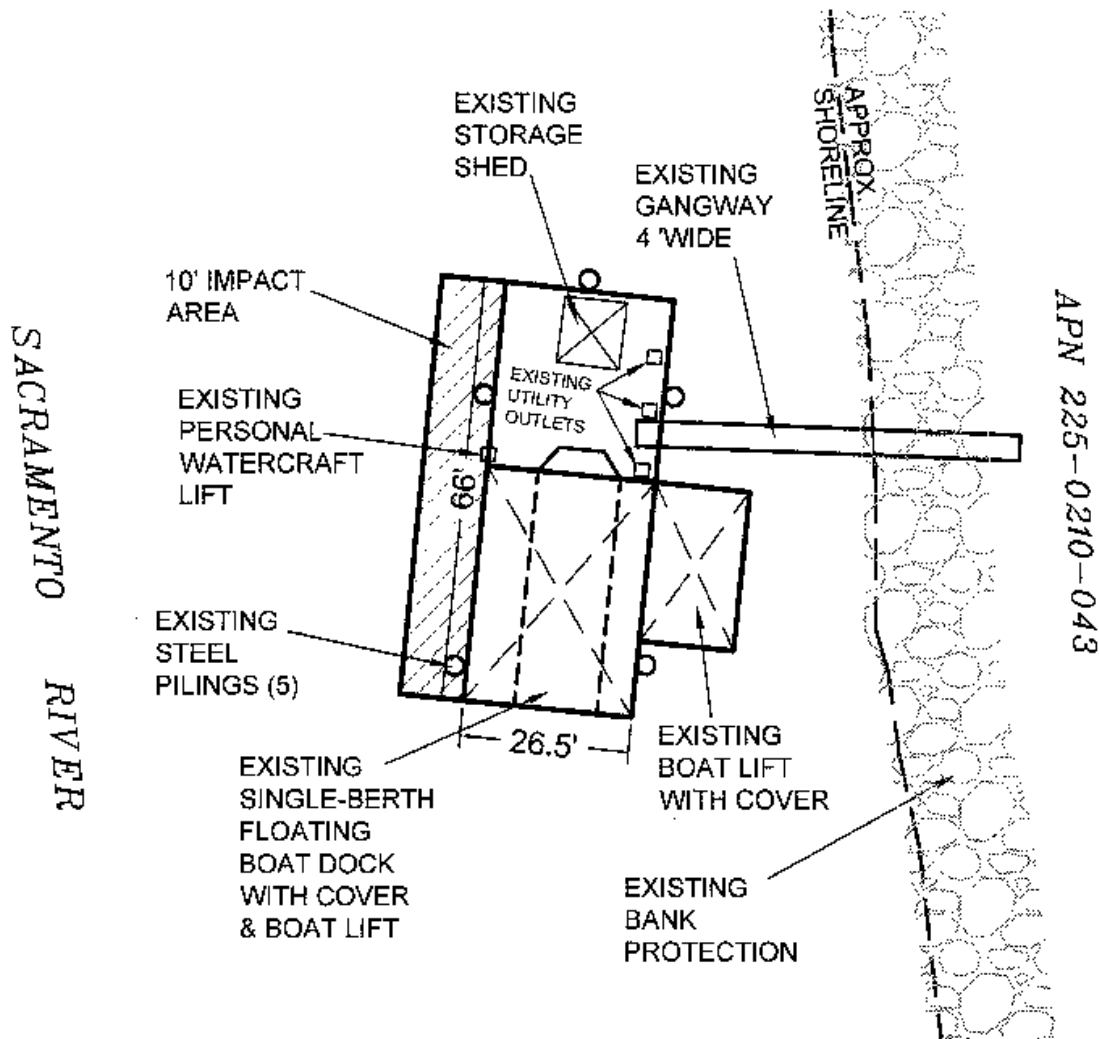 EXISTING
STORAGE
SHED
EXISTING
GANGWAY
4 'WIDE
APPROX
SHORELINE
10' IMPACT
AREA
EXISTING
UTILITY
OUTLETS
EXISTING
PERSONAL
WATERCRAFT
LIFT
66'
EXISTING
STEEL
PILINGS (5)
26.5'
EXISTING
SINGLE-BERTH
FLOATING
BOAT DOCK
WITH COVER
& BOAT LIFT
EXISTING
BOAT LIFT
WITH COVER
EXISTING
BANK
PROTECTION
SACRAMENTO RIVER
APN 225-0210-043